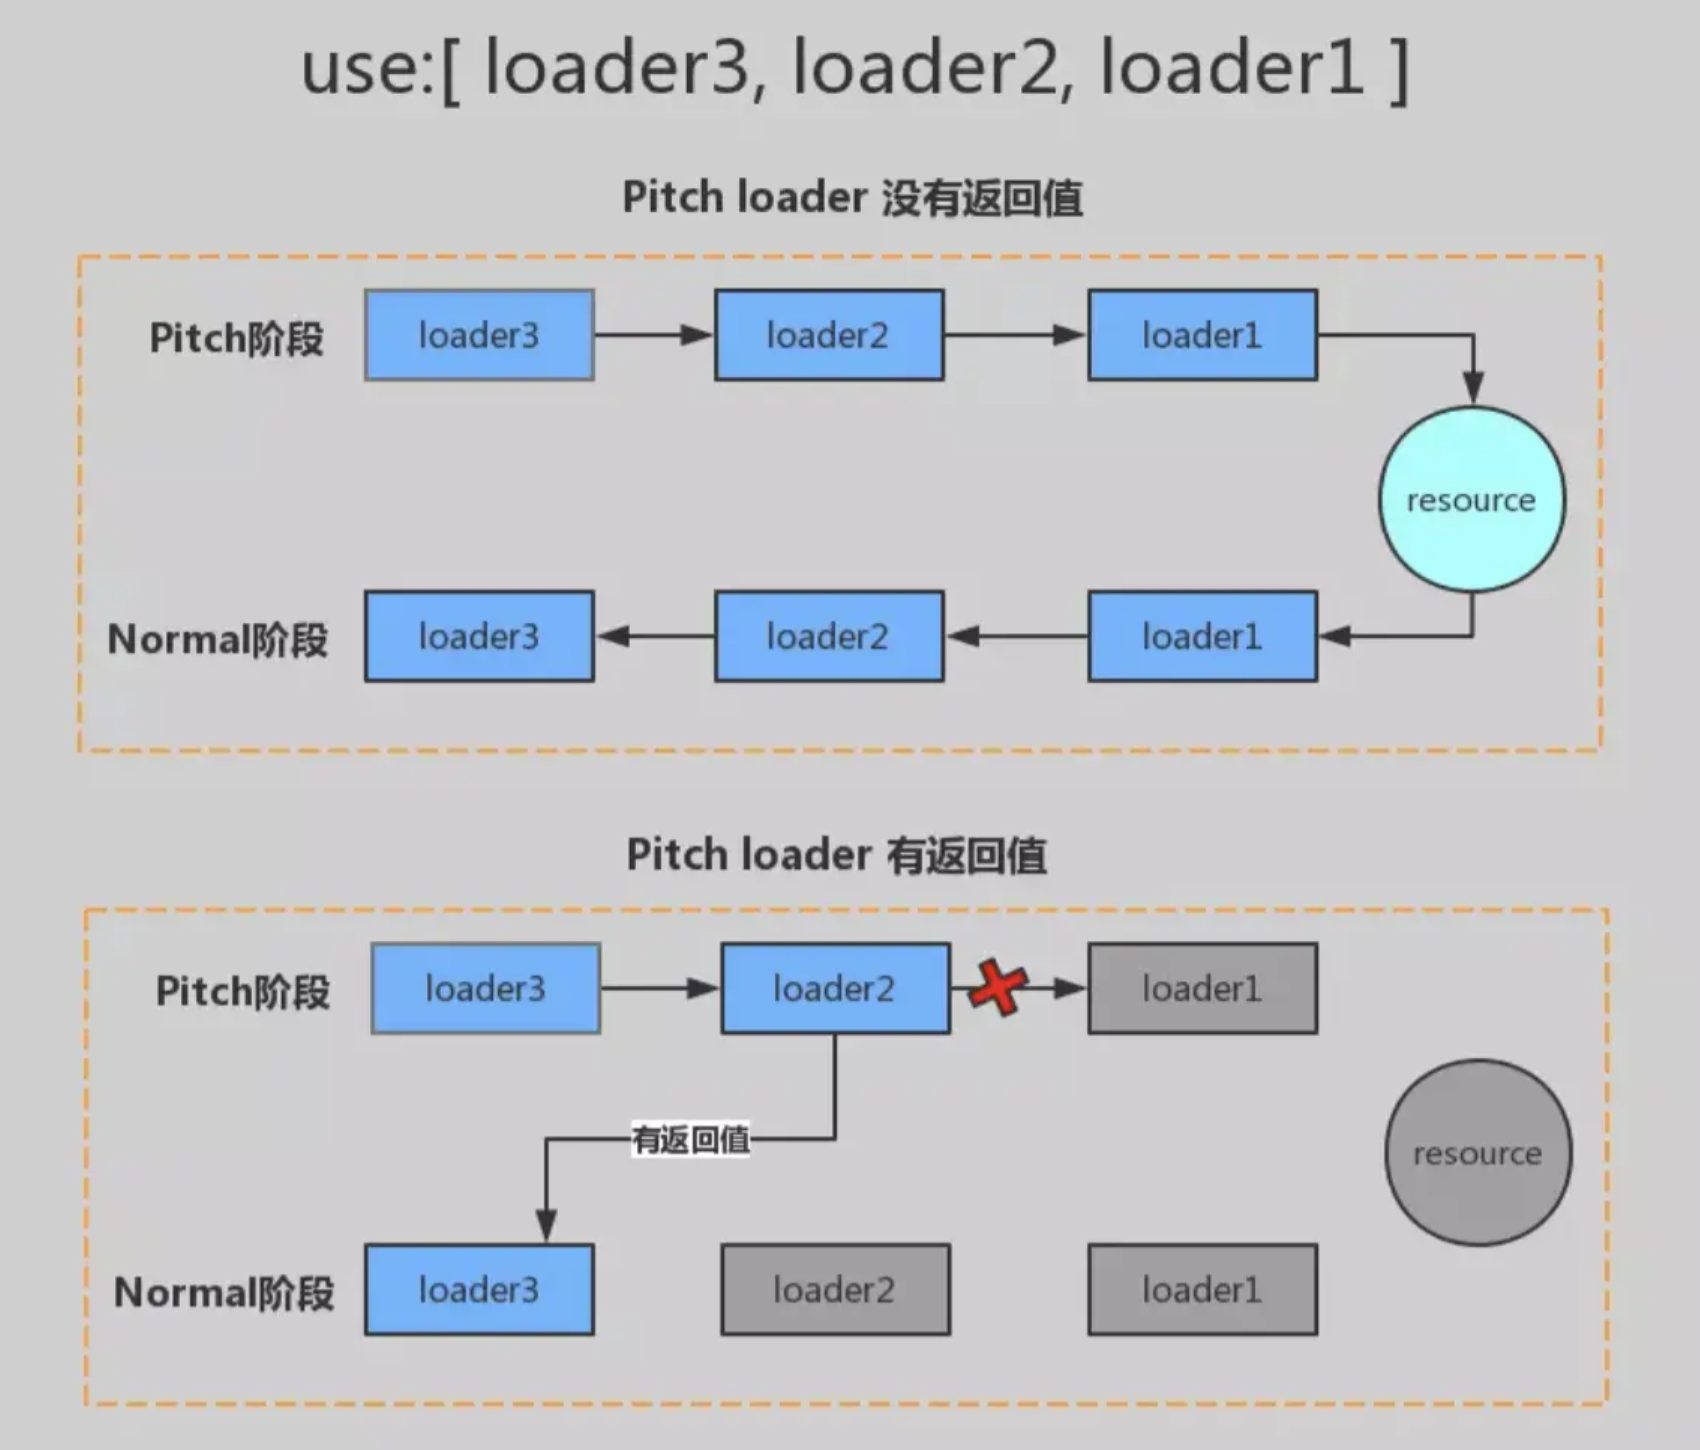 use:[ loader3, loader2, loader1 ]
Pitch loader 没有返回值
Pitch阶段
loader3
loader2
loader1
resource
Normal阶段
loader3
loader2
loader1
Pitch loader 有返回值
Pitch阶段
loader3
loader2
loader1
有返回值
resource
Normal阶段
loader3
loader2
loader1